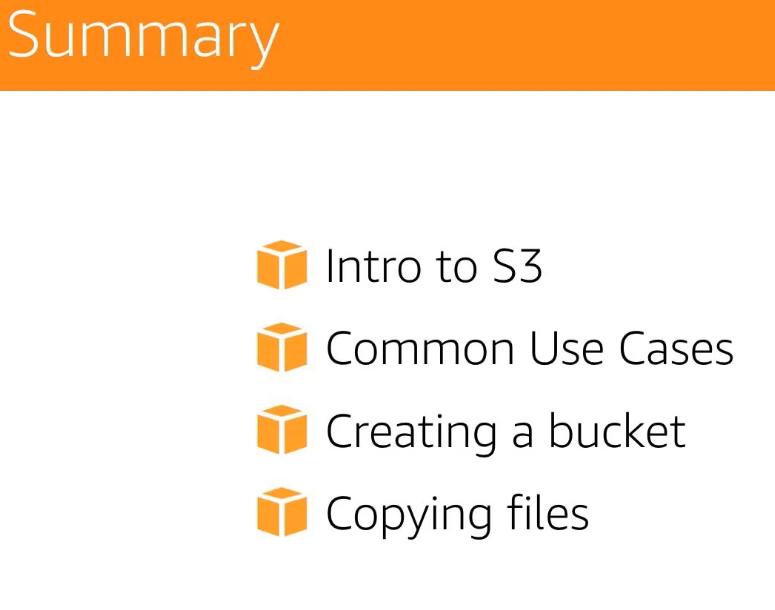 Summary
Intro to S3
Common Use Cases
Creating a bucket
Copying files